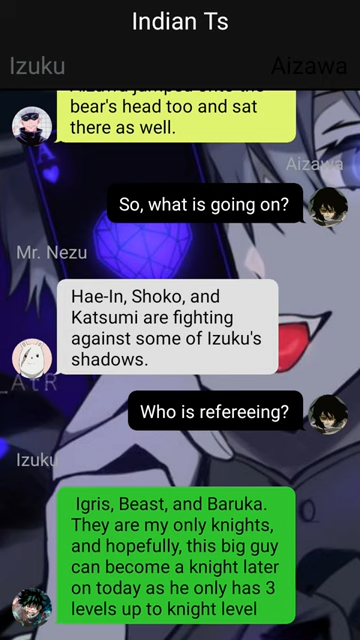 Indian Ts
Izuku
Aizawa
Aizawa jumped onto the
bear's head too and sat
there as well.
Aizawa
So, what is going on?
Mr. Nezu
Hae-In, Shoko, and
Katsumi are fighting
against some of Izuku's
shadows.
Who is refereeing?
Izuku
Igris, Beast, and Baruka.
They are my only knights,
and hopefully, this big guy
can become a knight later
on today as he only has 3
levels up to knight level